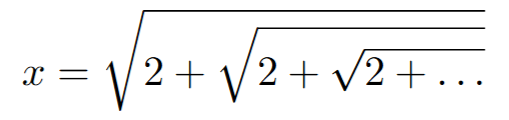 x = √(2 + √(2 + √(2 + ...)))